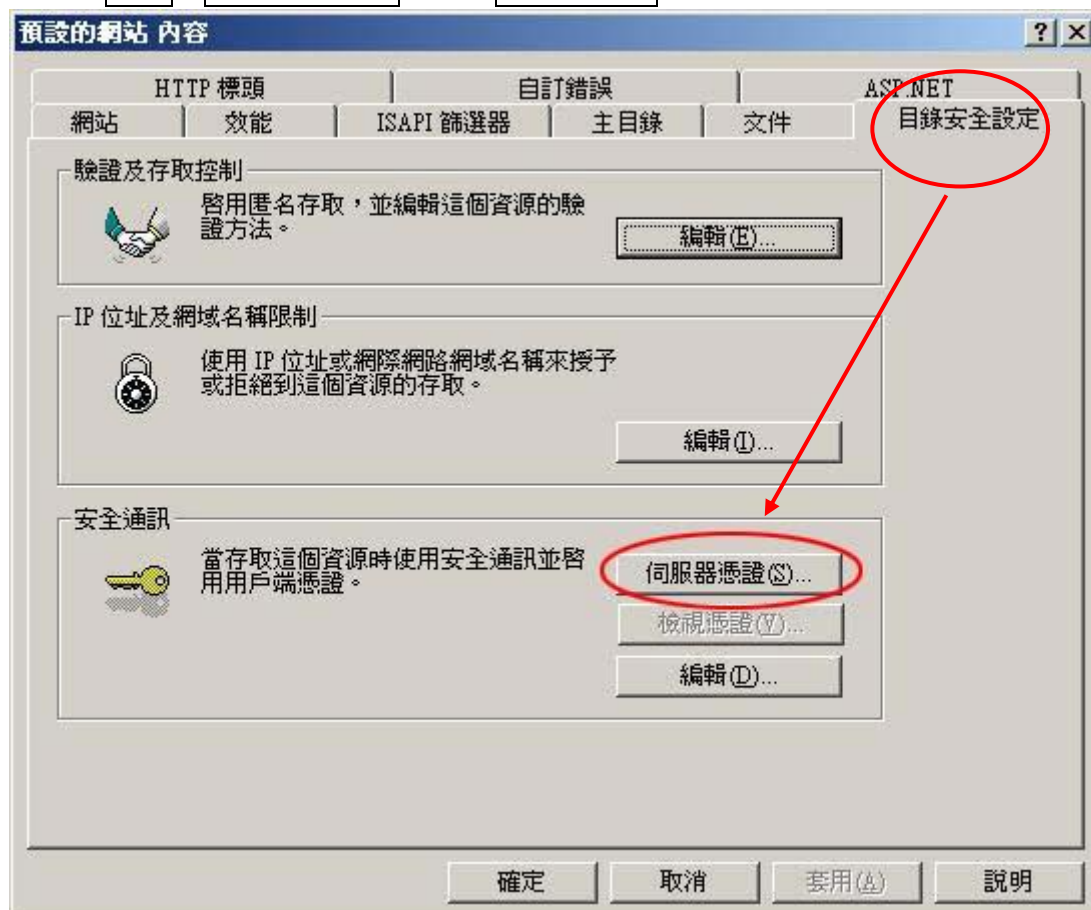 預設的網站 內容
HTTP 標頭
自訂錯誤
ASP.NET
網站
效能
ISAPI 篩選器
主目錄
文件
目錄安全設定
驗證及存取控制
啓用匿名存取，並編輯這個資源的驗
證方法。
編輯(E)...
IP 位址及網域名稱限制
使用 IP 位址或網際網路網域名稱來授予
或拒絕到這個資源的存取。
編輯(I)...
安全通訊
當存取這個資源時使用安全通訊並啓
用用戶端憑證。
伺服器憑證(S)...
檢視憑證(V)...
編輯(D)...
確定
取消
套用(A)
說明